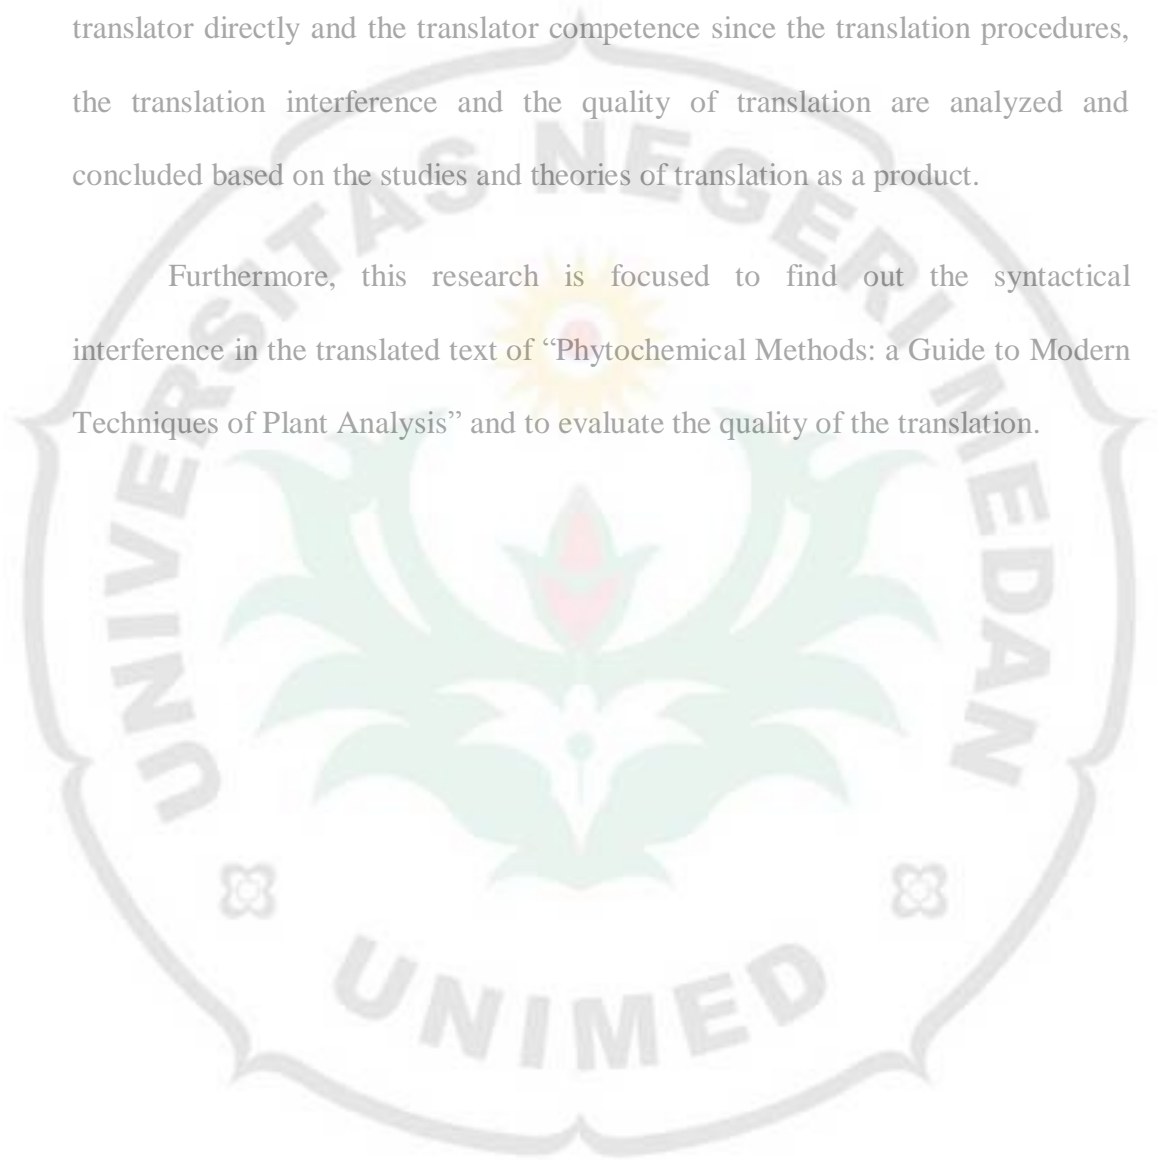 translator directly and the translator competence since the translation procedures,
the translation interference and the quality of translation are analyzed and
concluded based on the studies and theories of translation as a product.
Furthermore, this research is focused to find out the syntactical
interference in the translated text of “Phytochemical Methods: a Guide to Modern
Techniques of Plant Analysis” and to evaluate the quality of the translation.
UNIVERSITAS NEGERI MEDAN
UNIMED